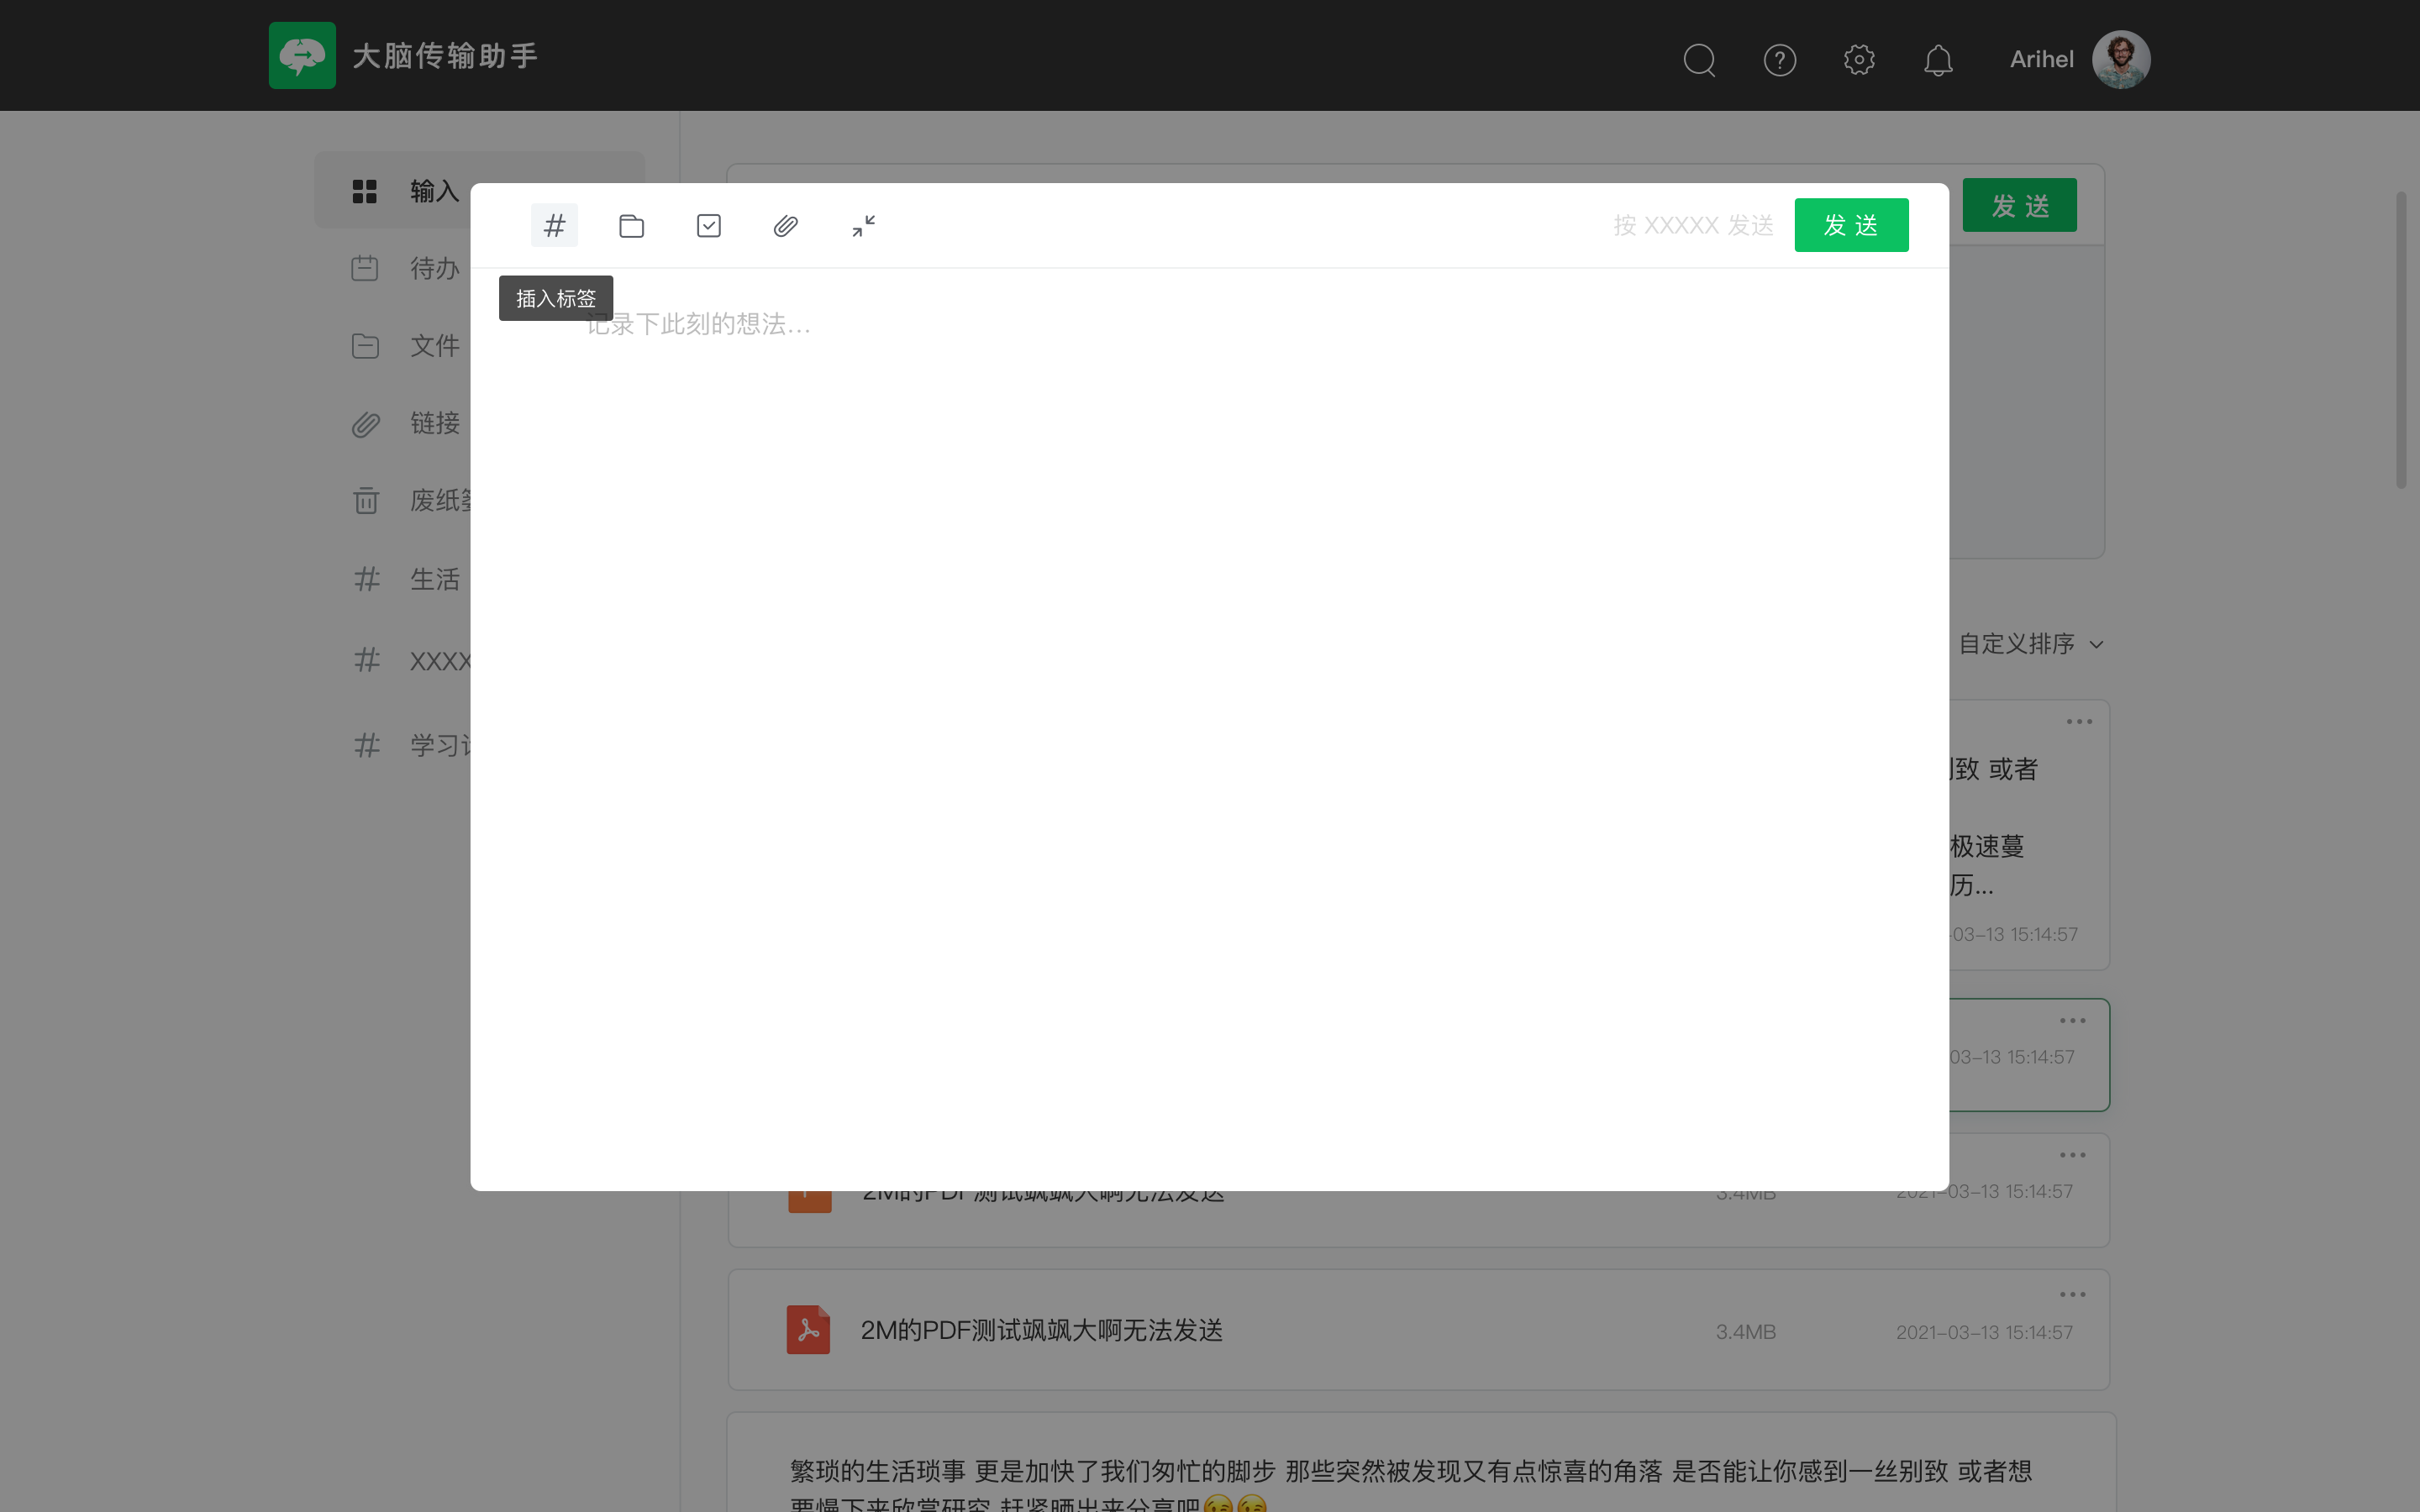 大脑传输助手
Arihel
输入
发 送
按 XXXXX 发送
发 送
待办
插入标签
记录下此刻的想法...
文件
链接
废纸
生活
自定义排序
XXXX
学习
致 或者
极速蔓
历...
03-13 15:14:57
03-13 15:14:57
2M的PDF测试飒飒大啊无法发送
3.4MB
2021-03-13 15:14:57
2M的PDF测试飒飒大啊无法发送
3.4MB
2021-03-13 15:14:57
繁琐的生活琐事 更是加快了我们匆忙的脚步 那些突然被发现又有点惊喜的角落 是否能让你感到一丝别致 或者想
要慢下来欣赏研究 赶紧晒出来分享吧😉😉